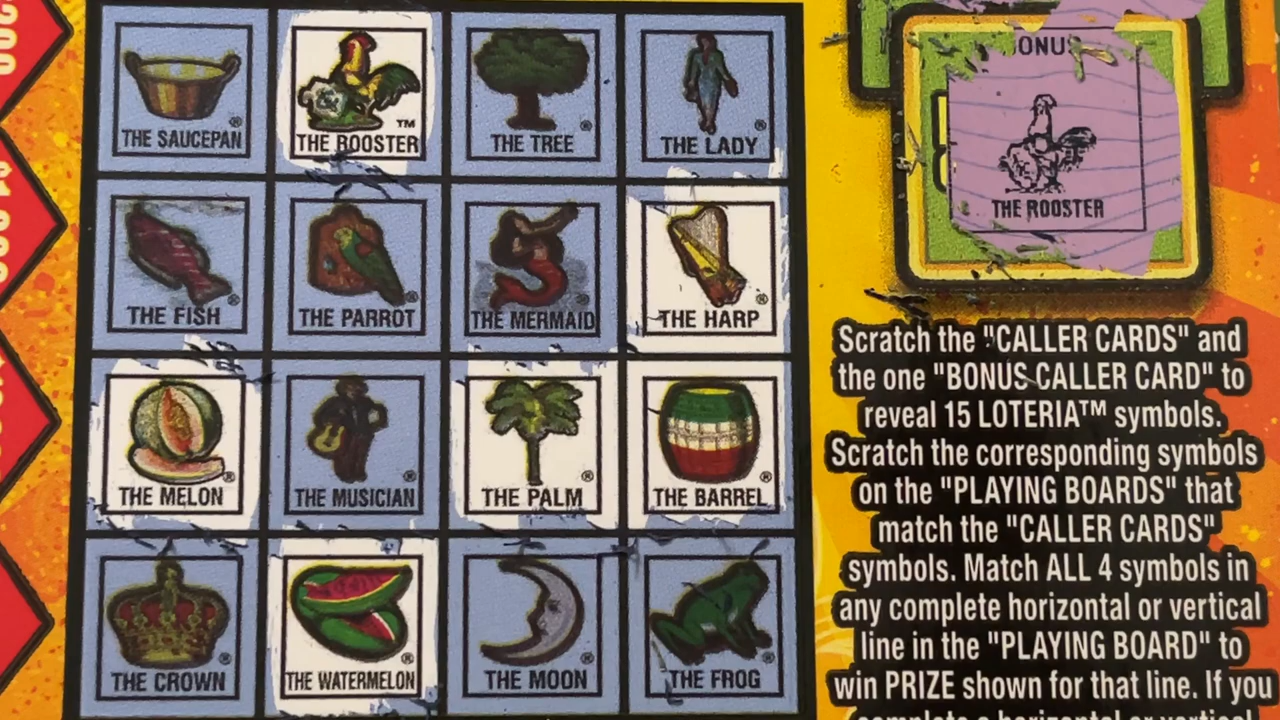 THE SAUCEPAN ®
THE ROOSTER ™
THE TREE ®
THE LADY ®
BONUS
THE ROOSTER
THE FISH ®
THE PARROT ®
THE MERMAID ®
THE HARP ®
THE MELON ®
THE MUSICIAN ®
THE PALM ®
THE BARREL ®
THE CROWN ®
THE WATERMELON ®
THE MOON ®
THE FROG ®
Scratch the "CALLER CARDS" and
the one "BONUS CALLER CARD" to
reveal 15 LOTERIA™ symbols.
Scratch the corresponding symbols
on the "PLAYING BOARDS" that
match the "CALLER CARDS"
symbols. Match ALL 4 symbols in
any complete horizontal or vertical
line in the "PLAYING BOARD" to
win PRIZE shown for that line. If you
complete a horizontal or vertical